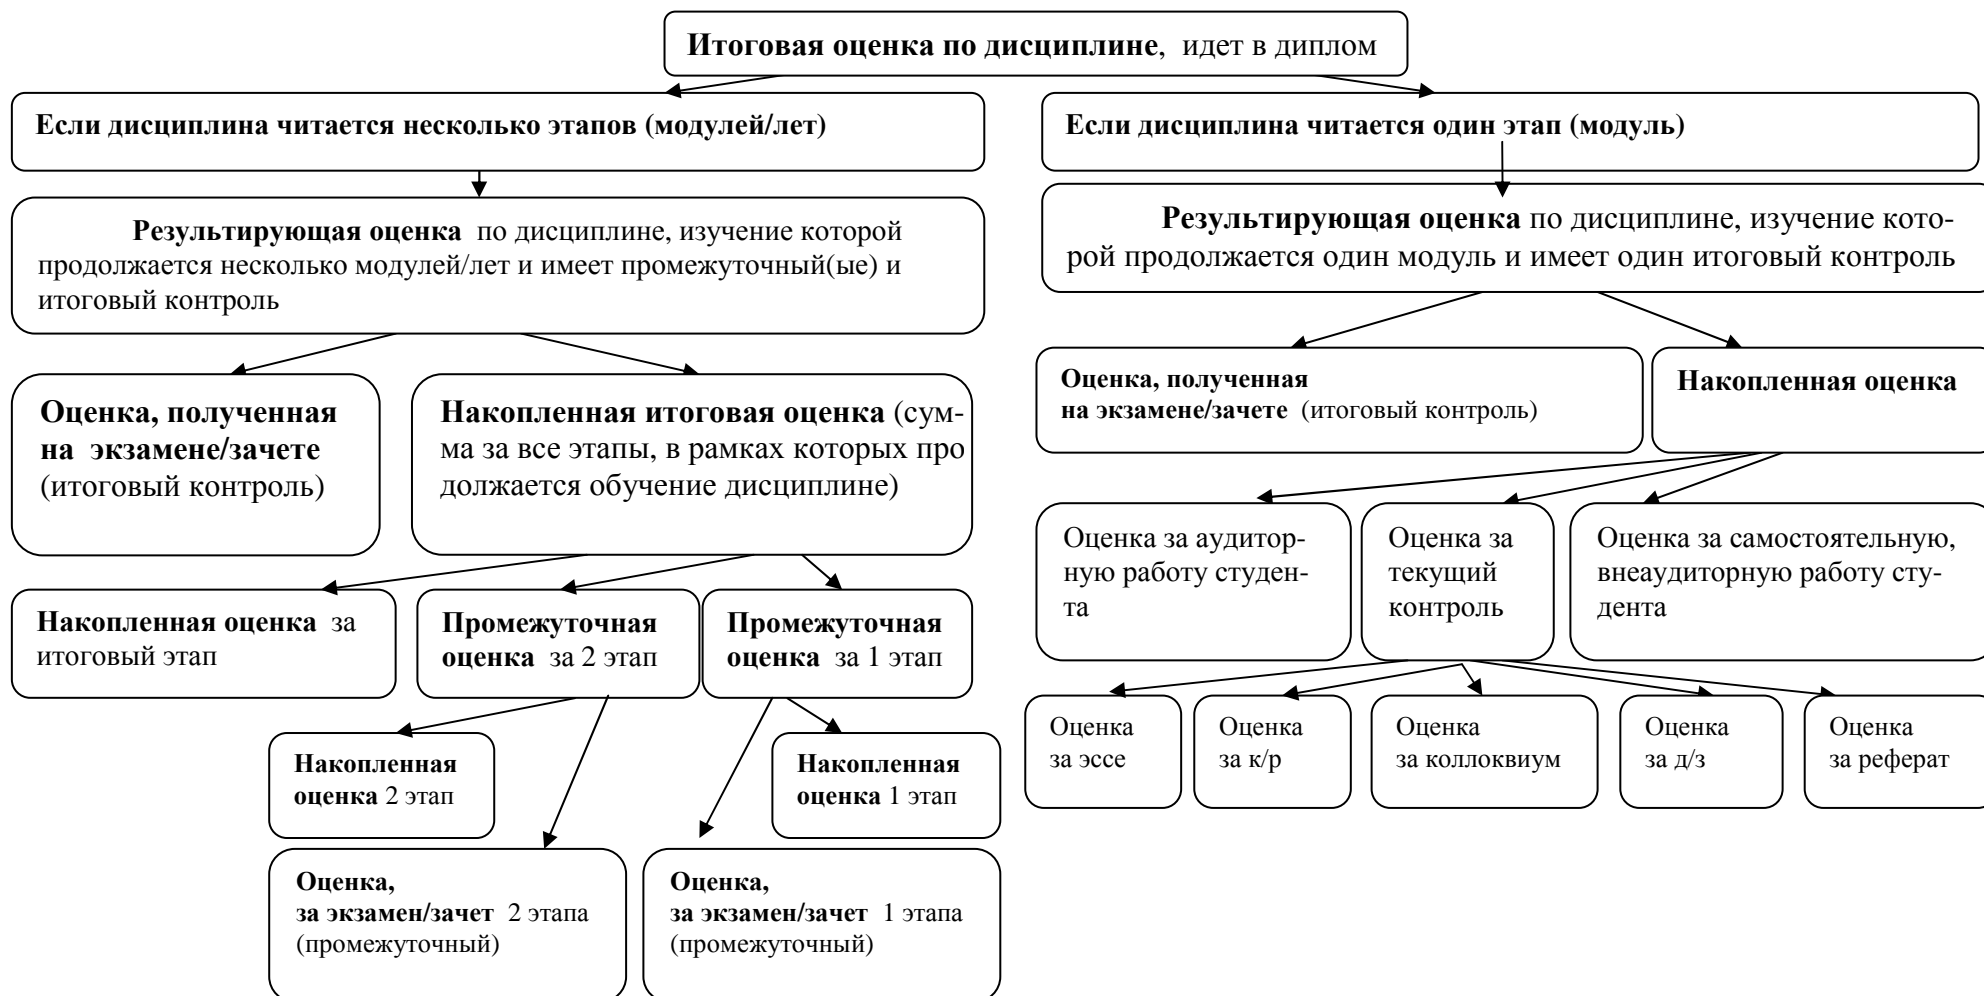 Итоговая оценка по дисциплине, идет в диплом
Если дисциплина читается несколько этапов (модулей/лет)
Результирующая оценка по дисциплине, изучение которой
продолжается несколько модулей/лет и имеет промежуточный(ые) и
итоговый контроль
Оценка, полученная
на экзамене/зачете
(итоговый контроль)
Накопленная итоговая оценка (сум-
ма за все этапы, в рамках которых про
должается обучение дисциплине)
Накопленная оценка за
итоговый этап
Промежуточная
оценка за 2 этап
Промежуточная
оценка за 1 этап
Накопленная
оценка 2 этап
Накопленная
оценка 1 этап
Оценка,
за экзамен/зачет 2 этапа
(промежуточный)
Оценка,
за экзамен/зачет 1 этапа
(промежуточный)
Если дисциплина читается один этап (модуль)
Результирующая оценка по дисциплине, изучение кото-
рой продолжается один модуль и имеет один итоговый контроль
Оценка, полученная
на экзамене/зачете (итоговый контроль)
Накопленная оценка
Оценка за аудитор-
ную работу студен-
та
Оценка за
текущий
контроль
Оценка за самостоятельную,
внеаудиторную работу сту-
дента
Оценка
за эссе
Оценка
за к/р
Оценка
за коллоквиум
Оценка
за д/з
Оценка
за реферат